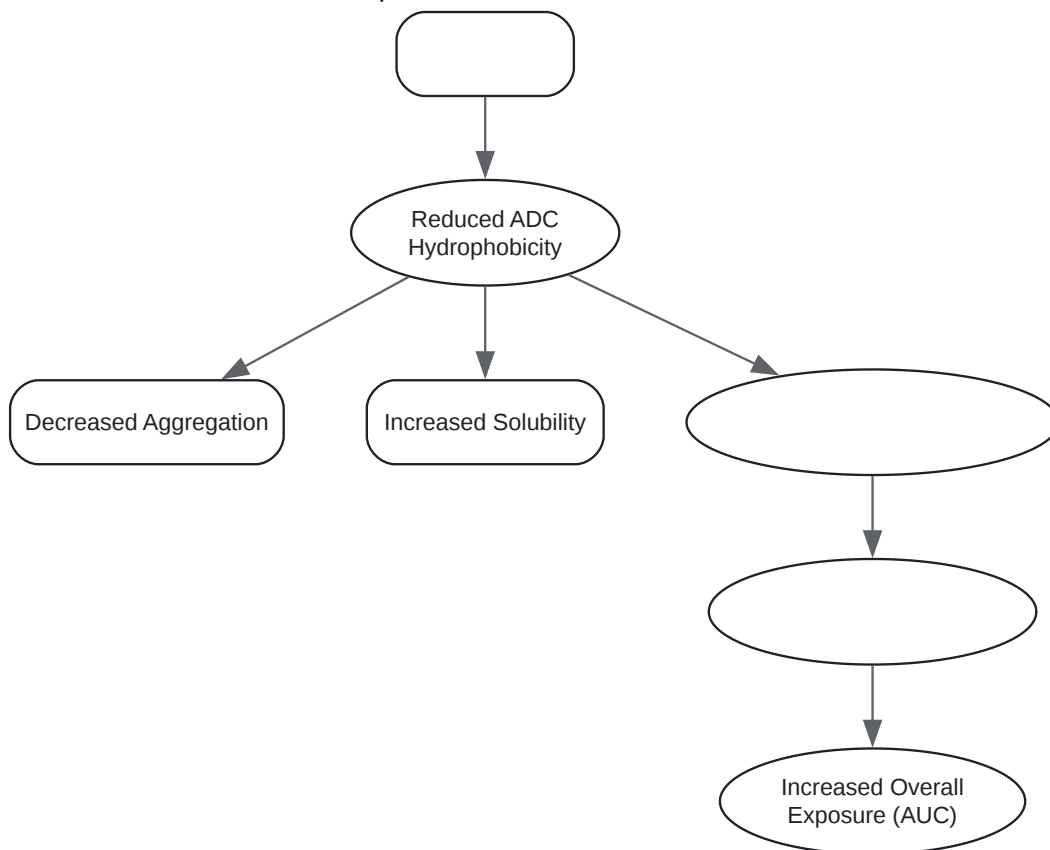 Reduced ADC
Hydrophobicity
Decreased Aggregation
Increased Solubility
Increased Overall
Exposure (AUC)